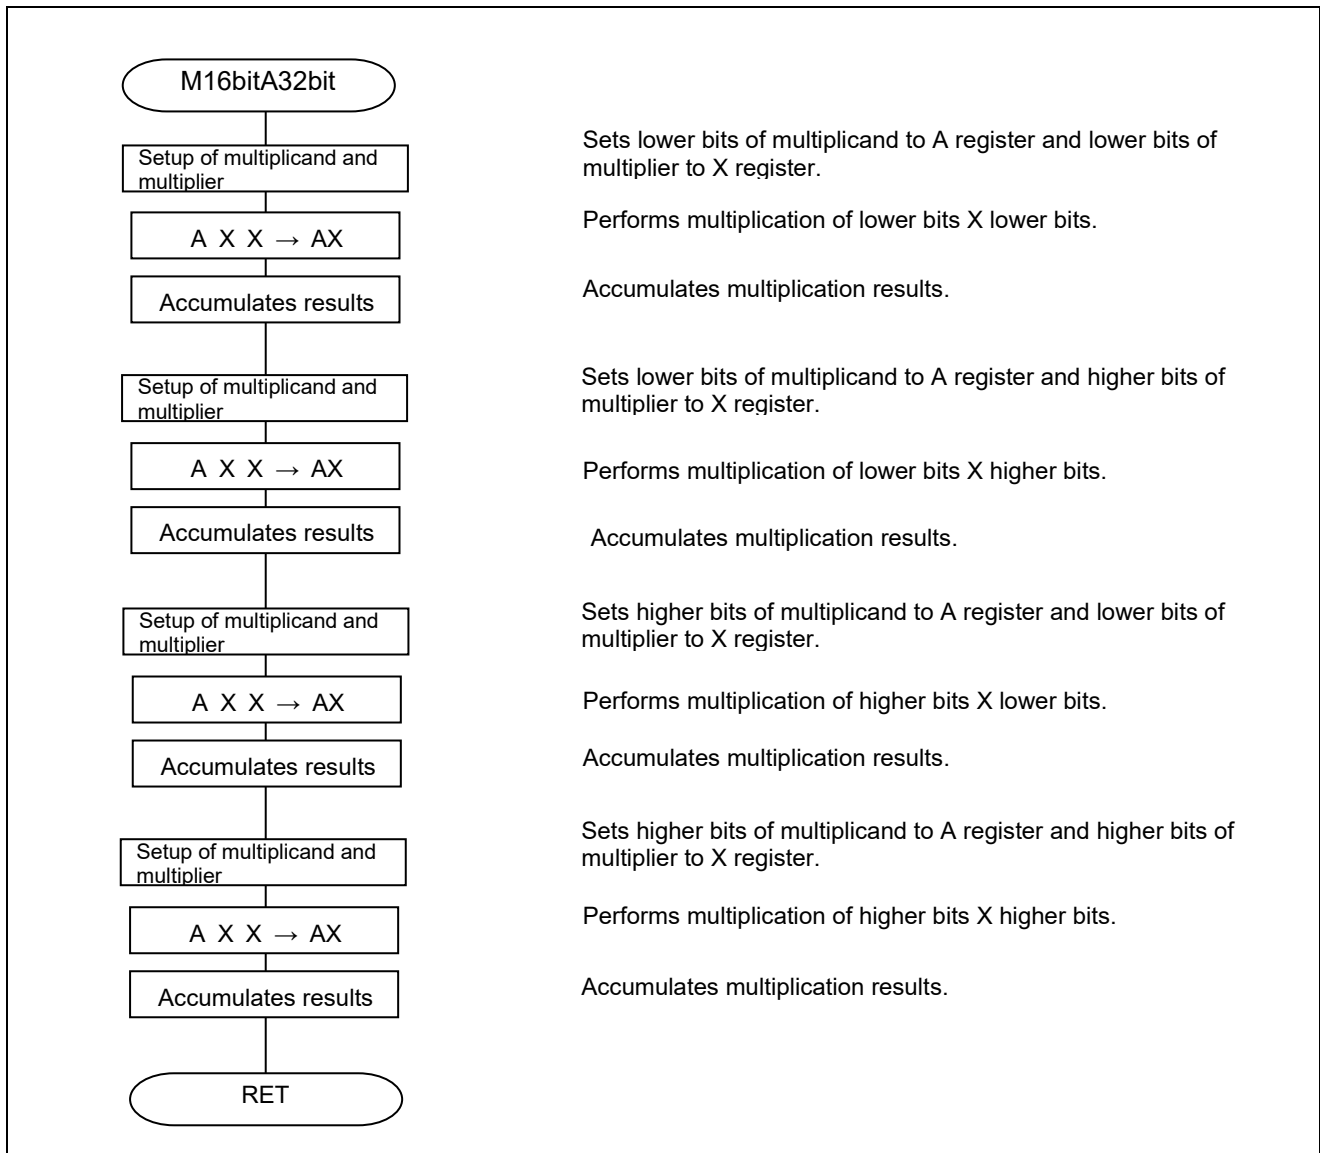 M16bitA32bit
Setup of multiplicand and
multiplier
Sets lower bits of multiplicand to A register and lower bits of
multiplier to X register.
A X X → AX
Performs multiplication of lower bits X lower bits.
Accumulates results
Accumulates multiplication results.
Setup of multiplicand and
multiplier
Sets lower bits of multiplicand to A register and higher bits of
multiplier to X register.
A X X → AX
Performs multiplication of lower bits X higher bits.
Accumulates results
Accumulates multiplication results.
Setup of multiplicand and
multiplier
Sets higher bits of multiplicand to A register and lower bits of
multiplier to X register.
A X X → AX
Performs multiplication of higher bits X lower bits.
Accumulates results
Accumulates multiplication results.
Setup of multiplicand and
multiplier
Sets higher bits of multiplicand to A register and higher bits of
multiplier to X register.
A X X → AX
Performs multiplication of higher bits X higher bits.
Accumulates results
Accumulates multiplication results.
RET